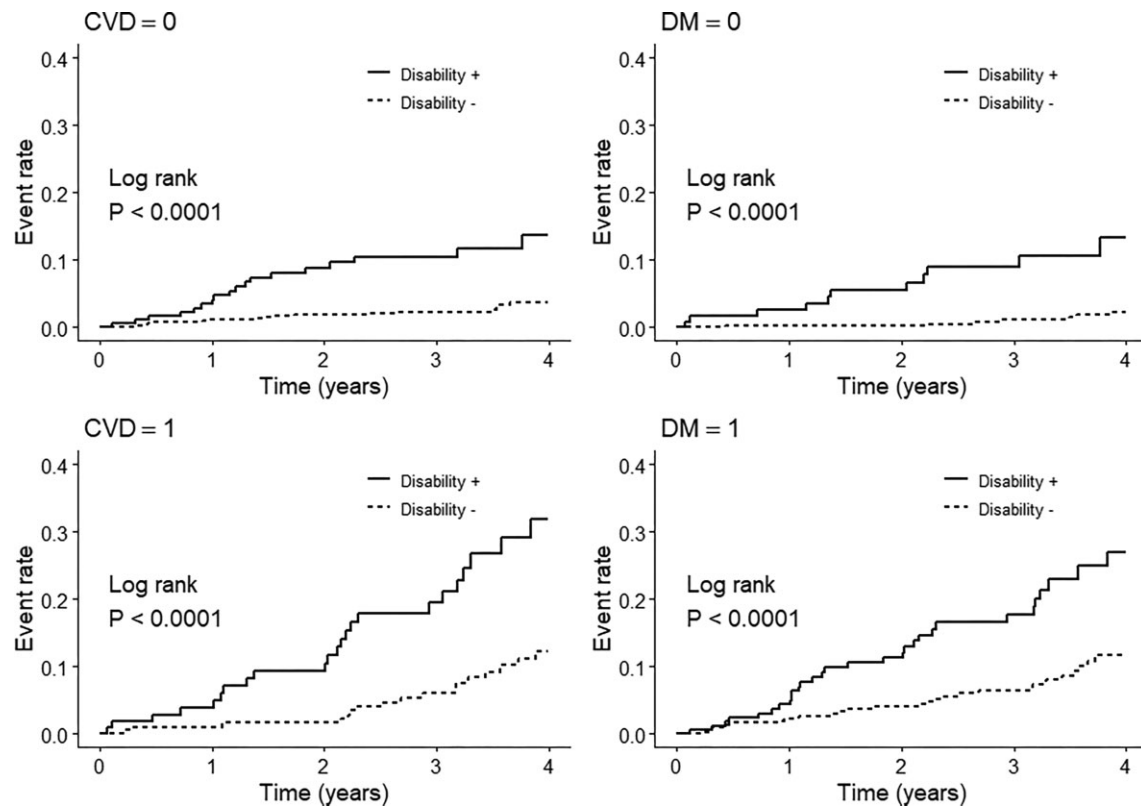 CVD = 0
0.4
0.3
0.2
0.1
0.0
Event rate
Disability +
Disability -
Log rank
P < 0.0001
0 1 2 3 4
Time (years)
DM = 0
0.4
0.3
0.2
0.1
0.0
Event rate
Disability +
Disability -
Log rank
P < 0.0001
0 1 2 3 4
Time (years)
CVD = 1
0.4
0.3
0.2
0.1
0.0
Event rate
Disability +
Disability -
Log rank
P < 0.0001
0 1 2 3 4
Time (years)
DM = 1
0.4
0.3
0.2
0.1
0.0
Event rate
Disability +
Disability -
Log rank
P < 0.0001
0 1 2 3 4
Time (years)